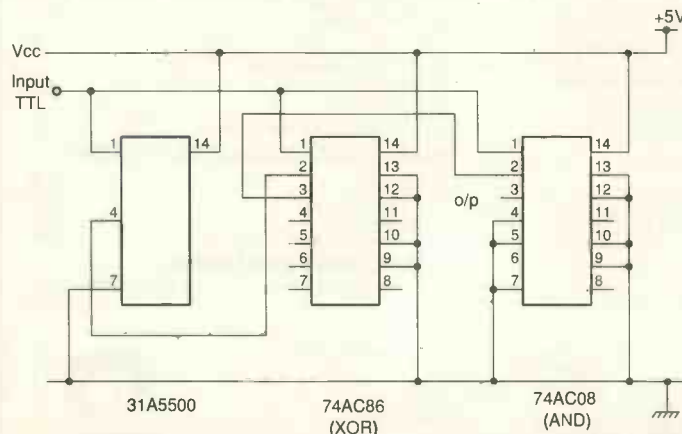 +5V
Vcc
Input
TTL
1 14
4
7
31A5500
1 14
2 13
3 12
4 11
5 10
6 9
7 8
74AC86
(XOR)
o/p
1 14
2 13
3 12
4 11
5 10
6 9
7 8
74AC08
(AND)